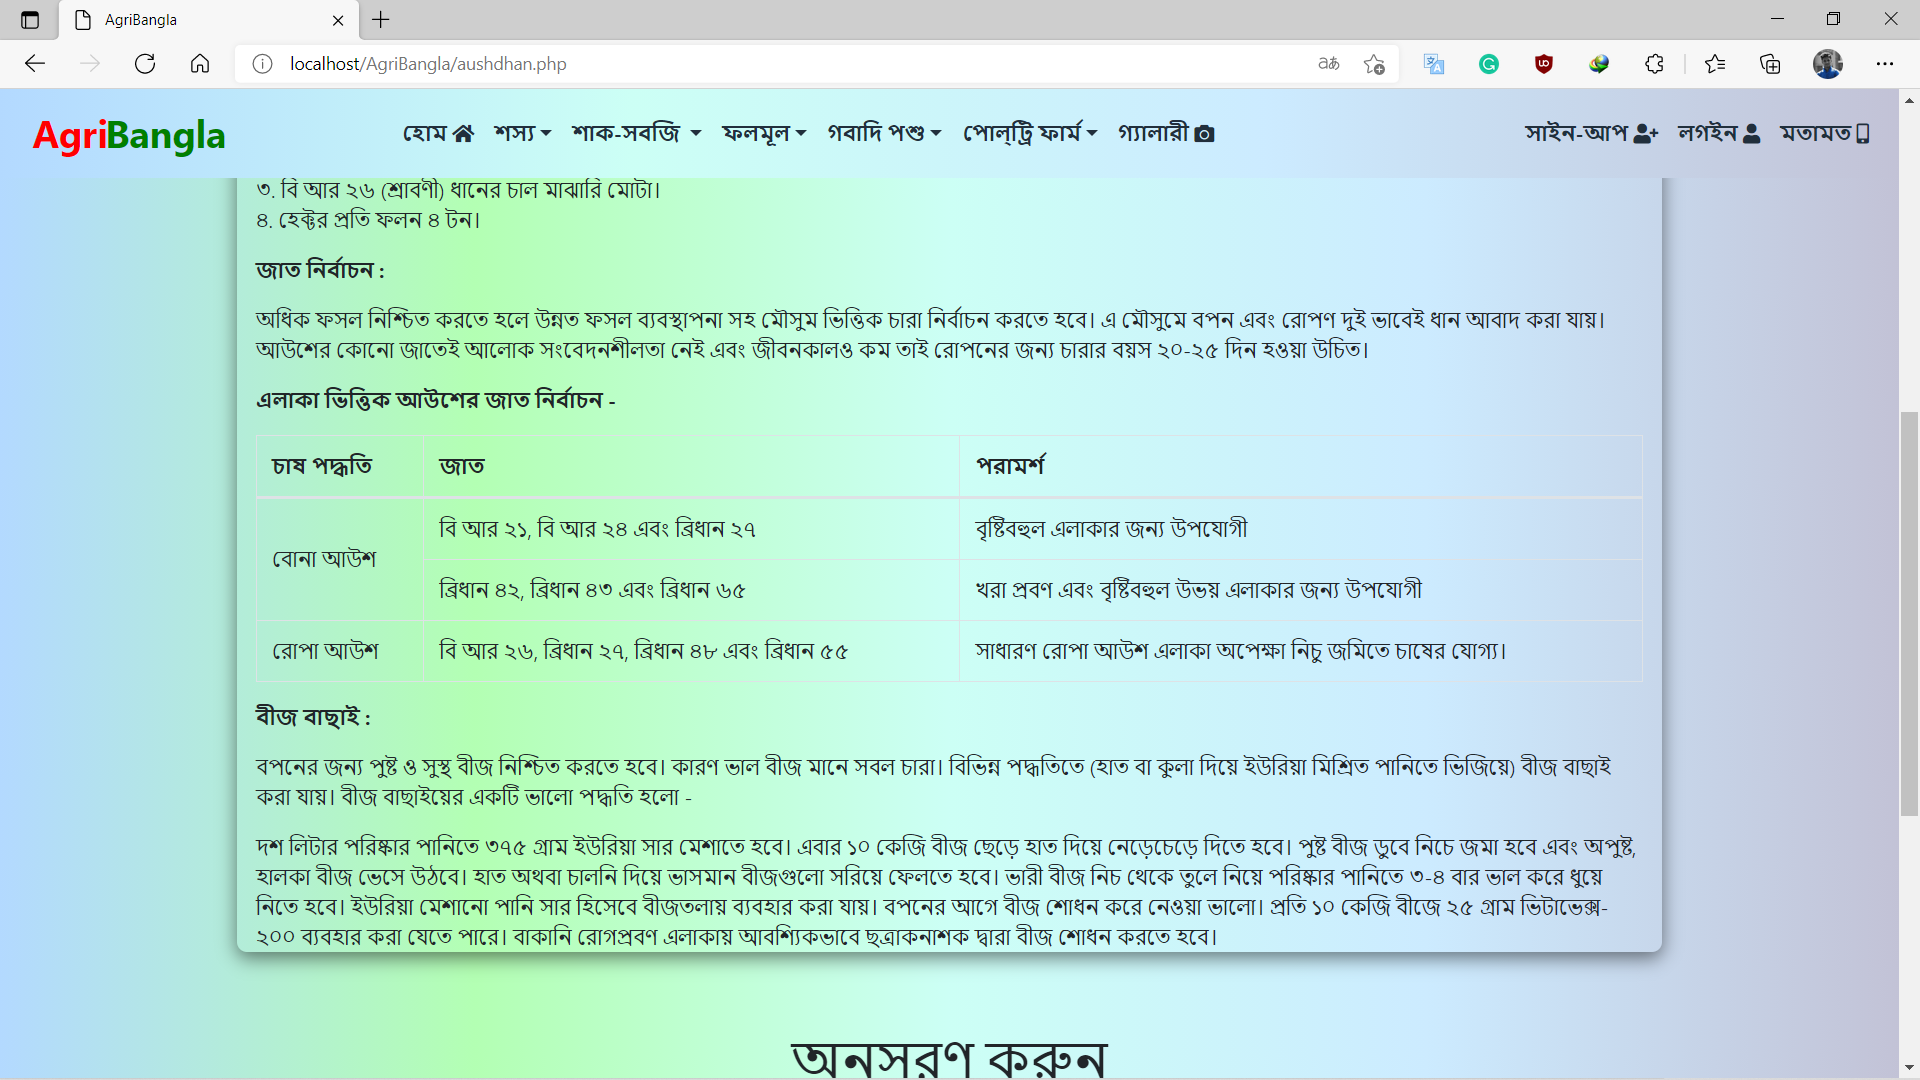 AgriBangla
localhost/AgriBangla/aushdhan.php
AgriBangla হোম শস্য শাক-সবজি ফলমূল গবাদি পশু পোল্ট্রি ফার্ম গ্যালারী সাইন-আপ লগইন মতামত
৩. বি আর ২৬ (শ্রাবণী) ধানের চাল মাঝারি মোটা।
৪. হেক্টর প্রতি ফলন ৪ টন।
জাত নির্বাচন :
অধিক ফসল নিশ্চিত করতে হলে উন্নত ফসল ব্যবস্থাপনা সহ মৌসুম ভিত্তিক চারা নির্বাচন করতে হবে। এ মৌসুমে বপন এবং রোপণ দুই ভাবেই ধান আবাদ করা যায়।
আউশের কোনো জাতেই আলোক সংবেদনশীলতা নেই এবং জীবনকালও কম তাই রোপনের জন্য চারার বয়স ২০-২৫ দিন হওয়া উচিত।
এলাকা ভিত্তিক আউশের জাত নির্বাচন -
চাষ পদ্ধতি জাত পরামর্শ
বোনা আউশ
বি আর ২১, বি আর ২৪ এবং ব্রিধান ২৭ বৃষ্টিবহুল এলাকার জন্য উপযোগী
ব্রিধান ৪২, ব্রিধান ৪৩ এবং ব্রিধান ৬৫ খরা প্রবণ এবং বৃষ্টিবহুল উভয় এলাকার জন্য উপযোগী
রোপা আউশ বি আর ২৬, ব্রিধান ২৭, ব্রিধান ৪৮ এবং ব্রিধান ৫৫ সাধারণ রোপা আউশ এলাকা অপেক্ষা নিচু জমিতে চাষের যোগ্য।
বীজ বাছাই :
বপনের জন্য পুষ্ট ও সুস্থ বীজ নিশ্চিত করতে হবে। কারণ ভাল বীজ মানে সবল চারা। বিভিন্ন পদ্ধতিতে (হাত বা কুলা দিয়ে ইউরিয়া মিশ্রিত পানিতে ভিজিয়ে) বীজ বাছাই
করা যায়। বীজ বাছাইয়ের একটি ভালো পদ্ধতি হলো -
দশ লিটার পরিষ্কার পানিতে ৩৭৫ গ্রাম ইউরিয়া সার মেশাতে হবে। এবার ১০ কেজি বীজ ছেড়ে হাত দিয়ে নেড়েচেড়ে দিতে হবে। পুষ্ট বীজ ডুবে নিচে জমা হবে এবং অপুষ্ট,
হালকা বীজ ভেসে উঠবে। হাত অথবা চালনি দিয়ে ভাসমান বীজগুলো সরিয়ে ফেলতে হবে। ভারী বীজ নিচ থেকে তুলে নিয়ে পরিষ্কার পানিতে ৩-৪ বার ভাল করে ধুয়ে
নিতে হবে। ইউরিয়া মেশানো পানি সার হিসেবে বীজতলায় ব্যবহার করা যায়। বপনের আগে বীজ শোধন করে নেওয়া ভালো। প্রতি ১০ কেজি বীজে ২৫ গ্রাম ভিটাভেক্স-
২০০ ব্যবহার করা যেতে পারে। বাকানি রোগপ্রবণ এলাকায় আবশ্যিকভাবে ছত্রাকনাশক দ্বারা বীজ শোধন করতে হবে।
অনুসরণ করুন